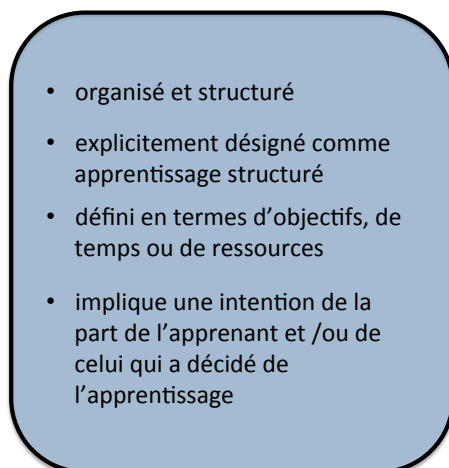 • organisé et structuré
• explicitement désigné comme
apprentissage structuré
• défini en termes d’objectifs, de
temps ou de ressources
• implique une intention de la
part de l’apprenant et /ou de
celui qui a décidé de
l’apprentissage